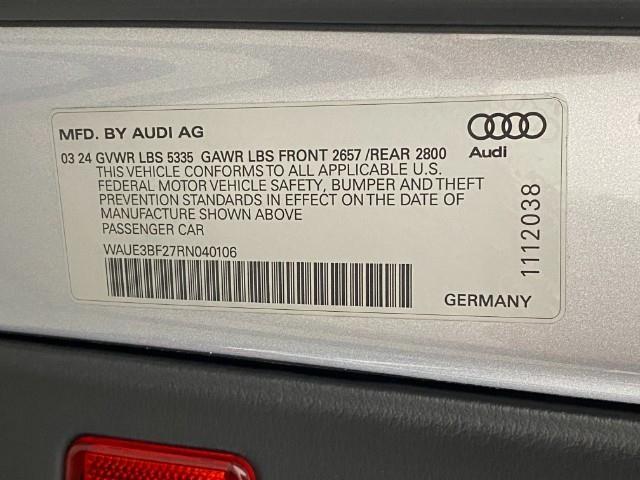 MFD. BY AUDI AG
Audi
03 24 GVWR LBS 5335 GAWR LBS FRONT 2657 /REAR 2800
THIS VEHICLE CONFORMS TO ALL APPLICABLE U.S.
FEDERAL MOTOR VEHICLE SAFETY, BUMPER AND THEFT
PREVENTION STANDARDS IN EFFECT ON THE DATE OF
MANUFACTURE SHOWN ABOVE
PASSENGER CAR
WAUE3BF27RN040106
GERMANY
1112038